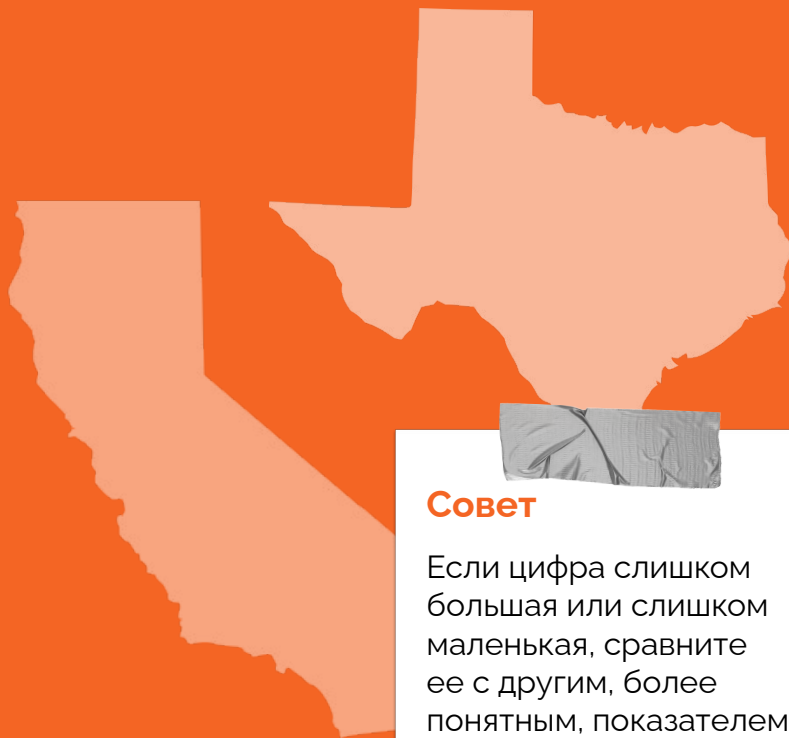 Совет
Если цифра слишком
большая или слишком
маленькая, сравните
ее с другим, более
понятным, показателем